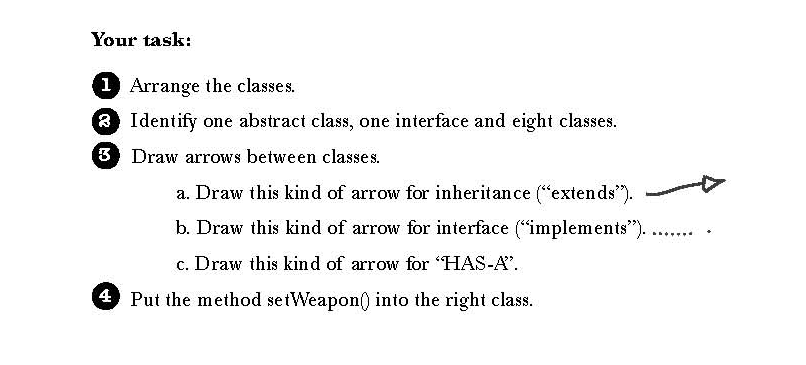 Your task:
1 Arrange the classes.
2 Identify one abstract class, one interface and eight classes.
3 Draw arrows between classes.
a. Draw this kind of arrow for inheritance (“extends”).
b. Draw this kind of arrow for interface (“implements”).
c. Draw this kind of arrow for “HAS-A”.
4 Put the method setWeapon() into the right class.